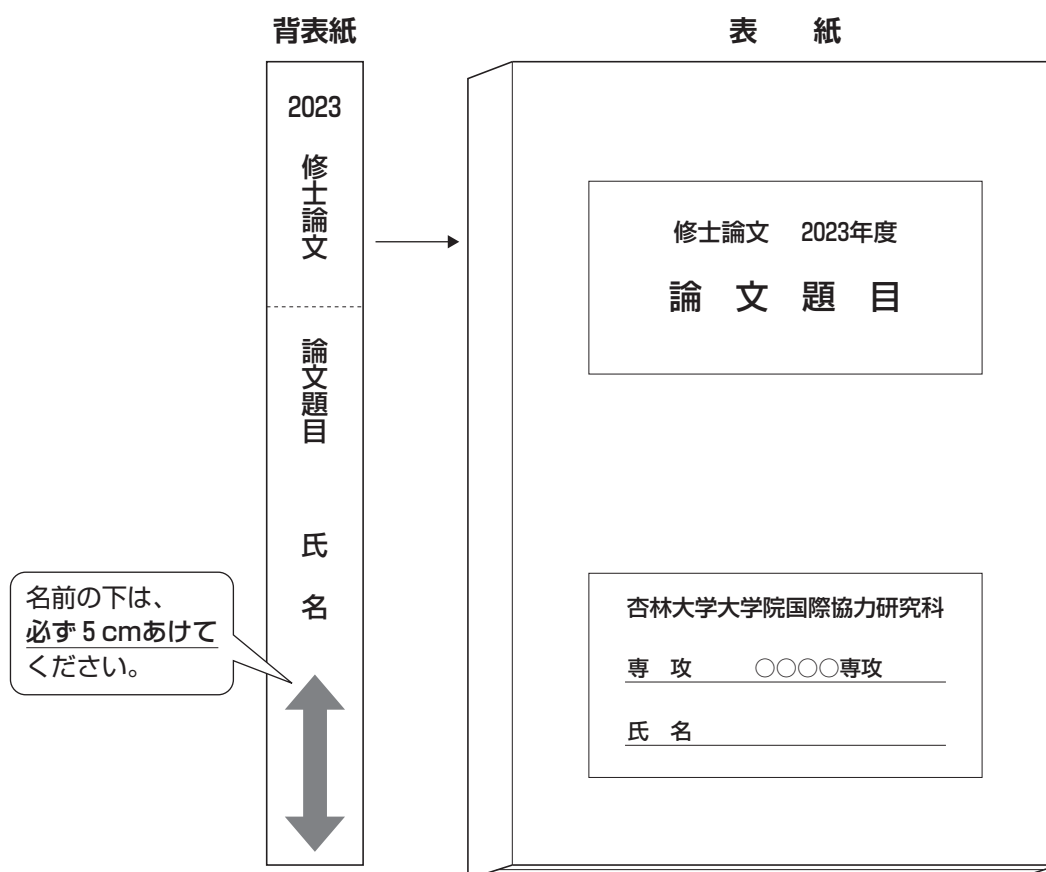 背表紙
2023
修士論文
論文題目
氏　名
名前の下は、
必ず5cmあけて
ください。
表　紙
修士論文　2023年度
論　文　題　目
杏林大学大学院国際協力研究科
専　攻　　○○○○専攻
氏　名